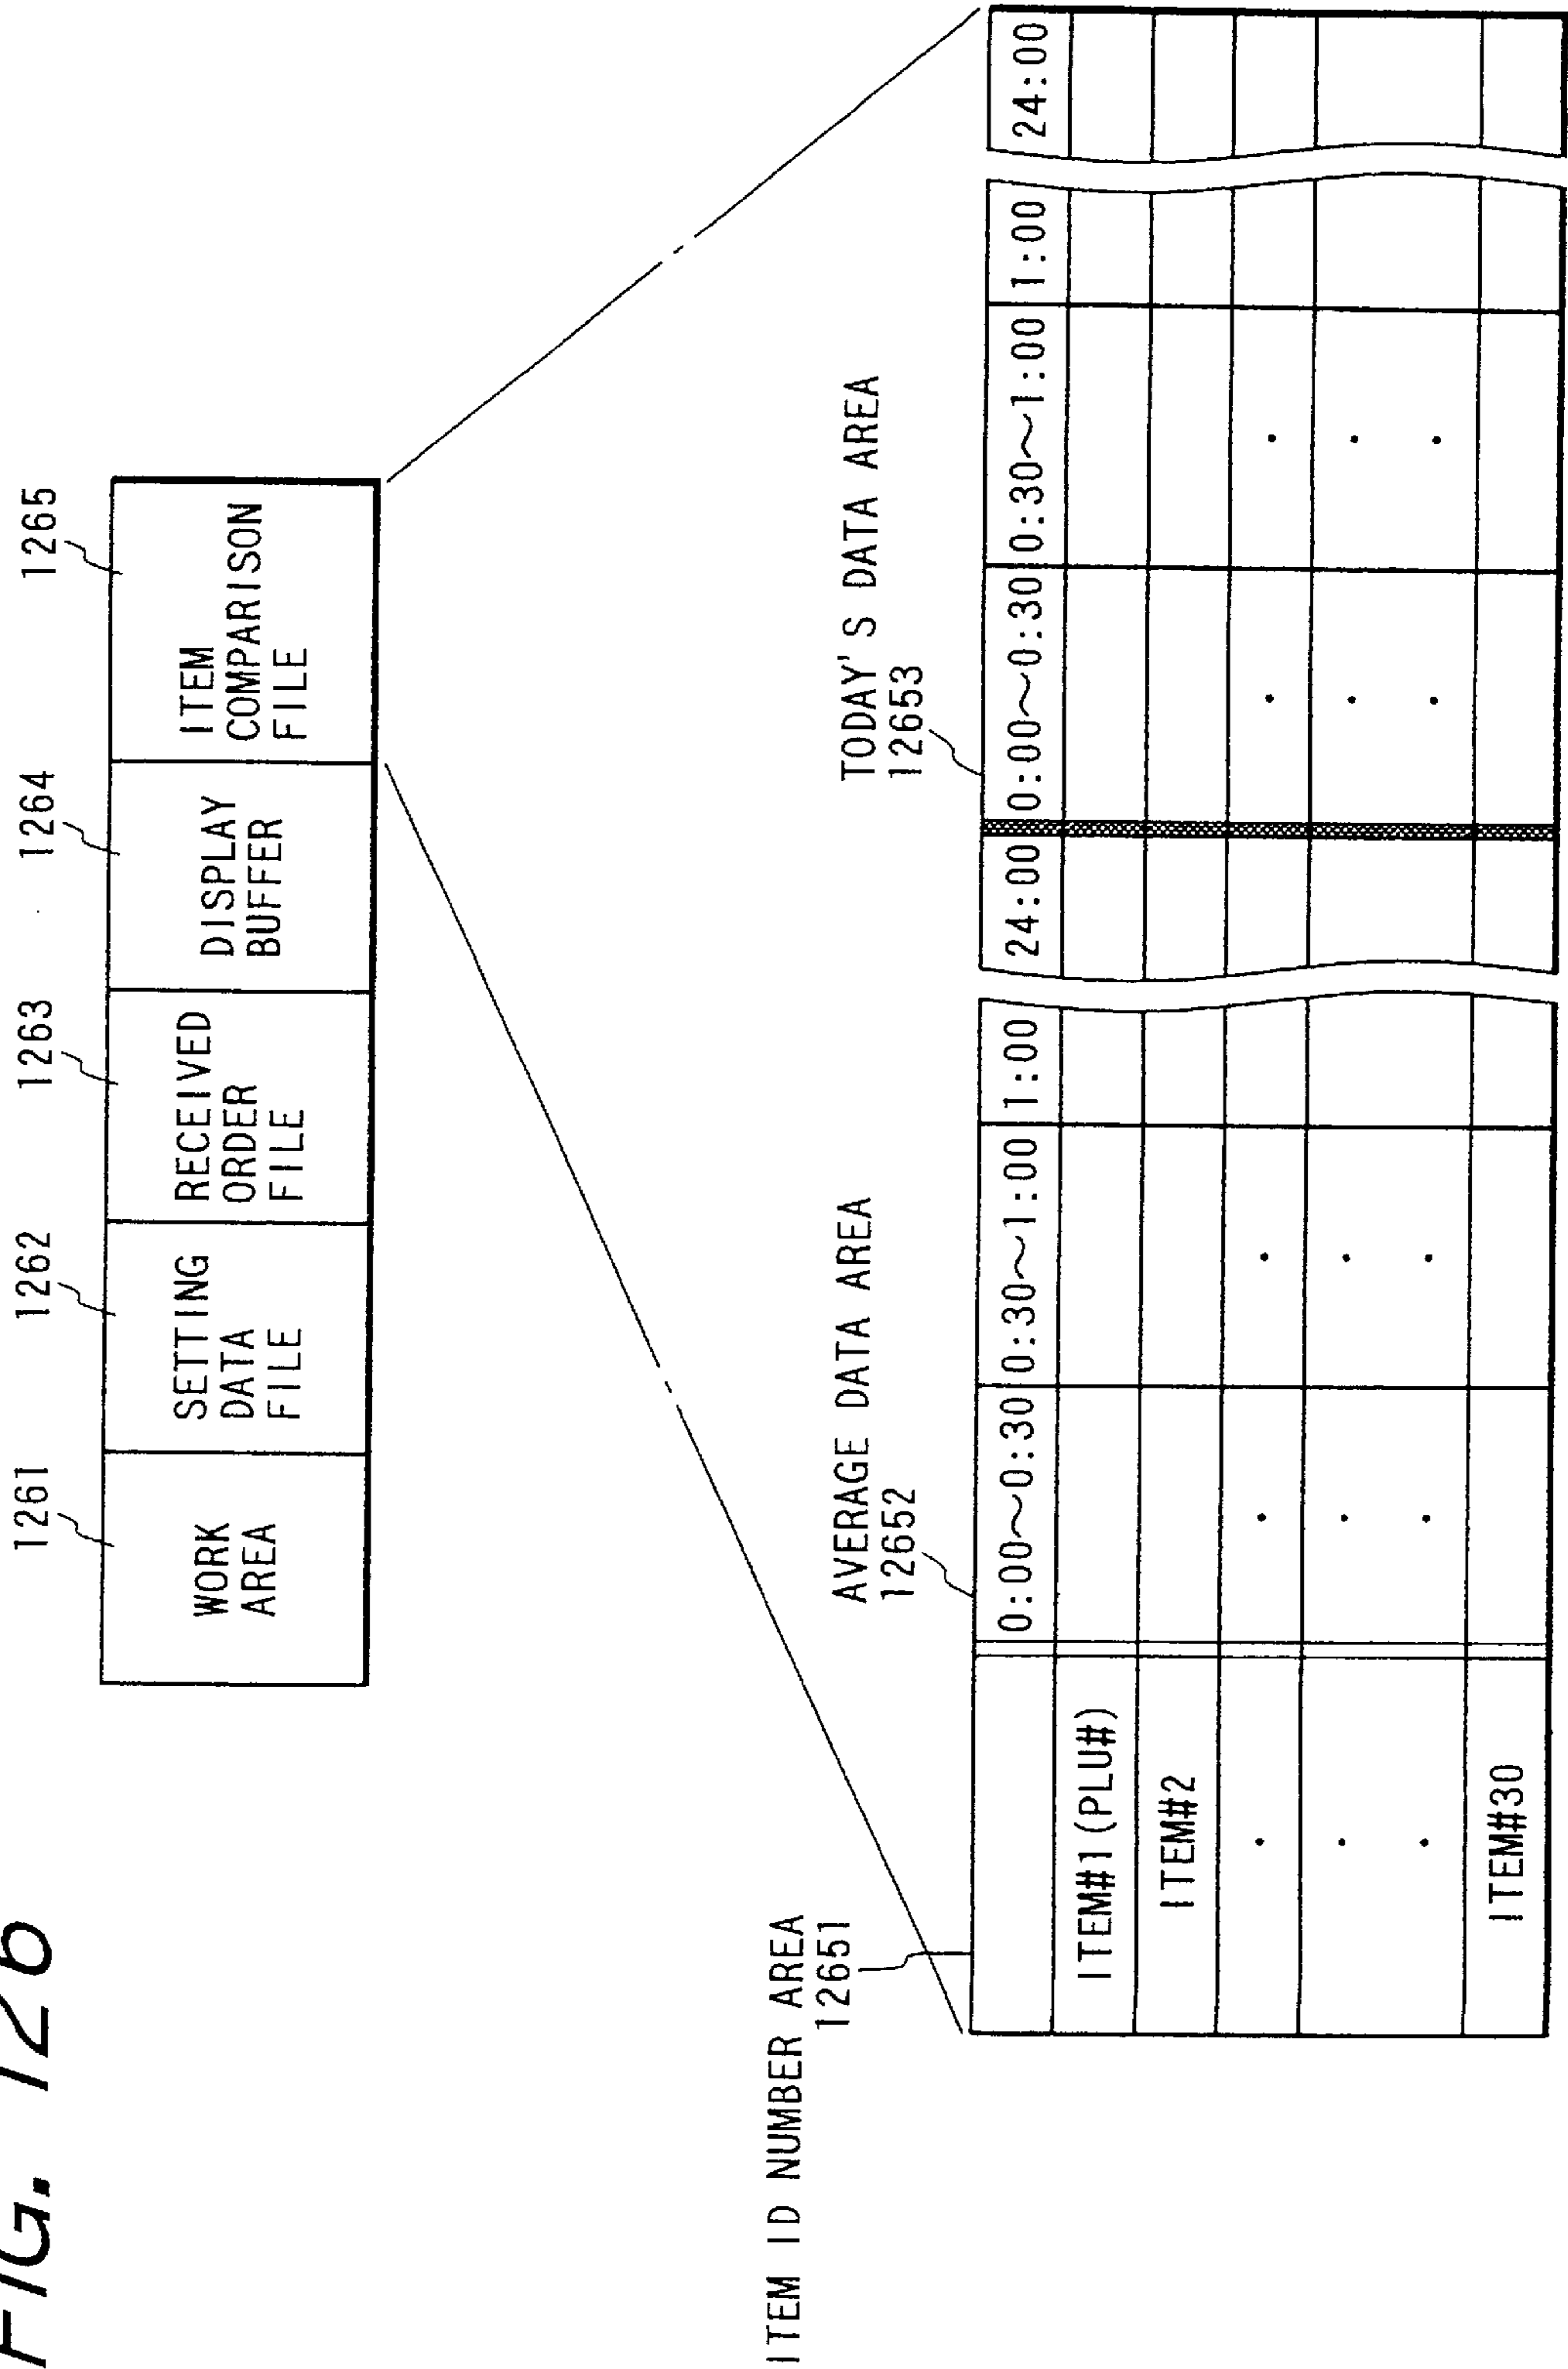 FIG. 12b
1261
1262
1263
1264
1265
WORK
AREA
SETTING
DATA
FILE
RECEIVED
ORDER
FILE
DISPLAY
BUFFER
ITEM
COMPARISON
FILE
ITEM ID NUMBER AREA
12651
AVERAGE DATA AREA
12652
TODAY'S DATA AREA
12653
0:00~0:30 0:30~1:00 1:00 24:00 0:00~0:30 0:30~1:00 1:00 24:00
ITEM#1(PLU#)
ITEM#2
ITEM#30